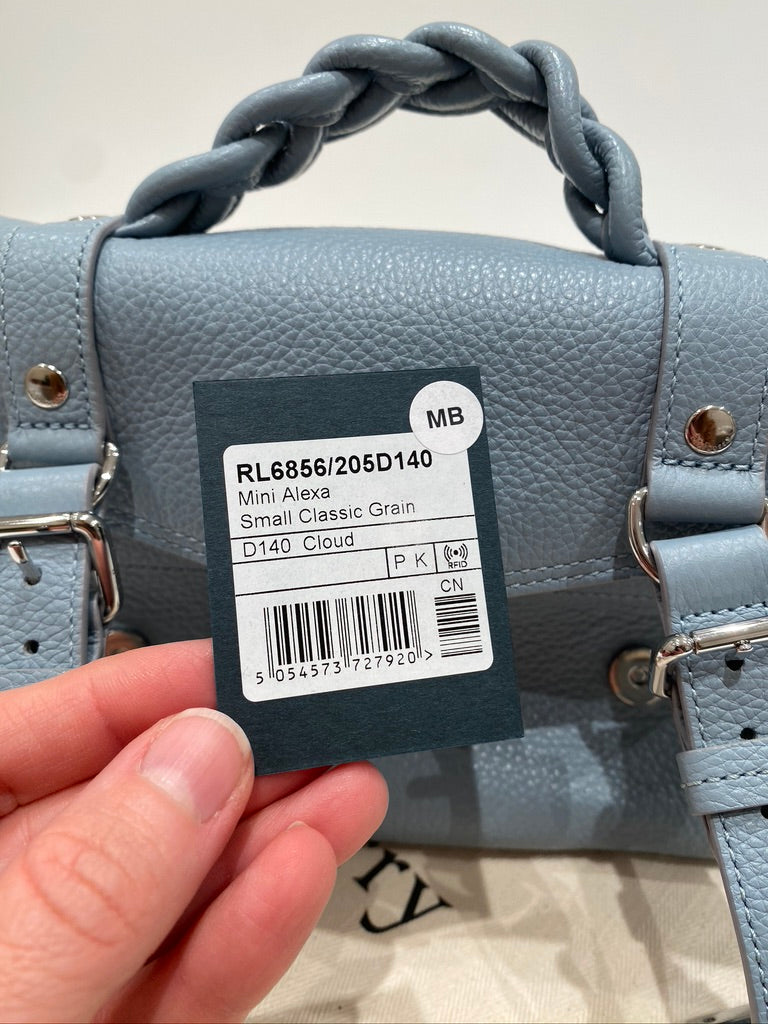 MB
RL6856/205D140
Mini Alexa
Small Classic Grain
D140 Cloud
P K
RFID
CN
5 054573 727920 >